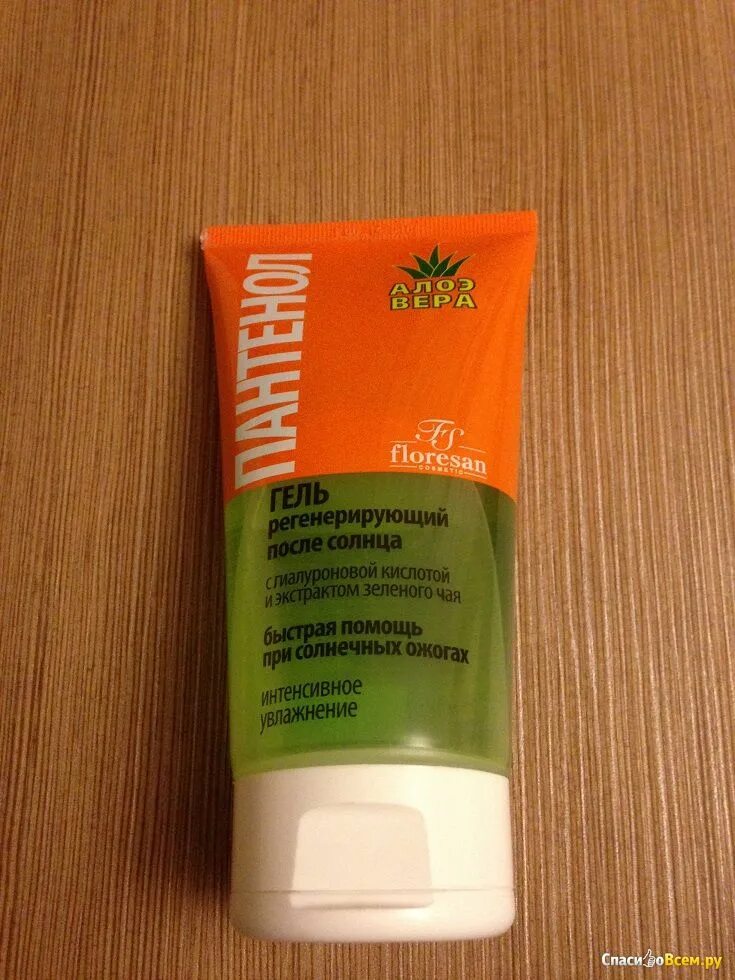 ПАНТЕНОЛ
АЛОЭ
ВЕРА
FS
floresan
COSMETIC
ГЕЛЬ
регенерирующий
после солнца
с гиалуроновой кислотой
и экстрактом зеленого чая
быстрая помощь
при солнечных ожогах
интенсивное
увлажнение
СпасибоВсем.ру